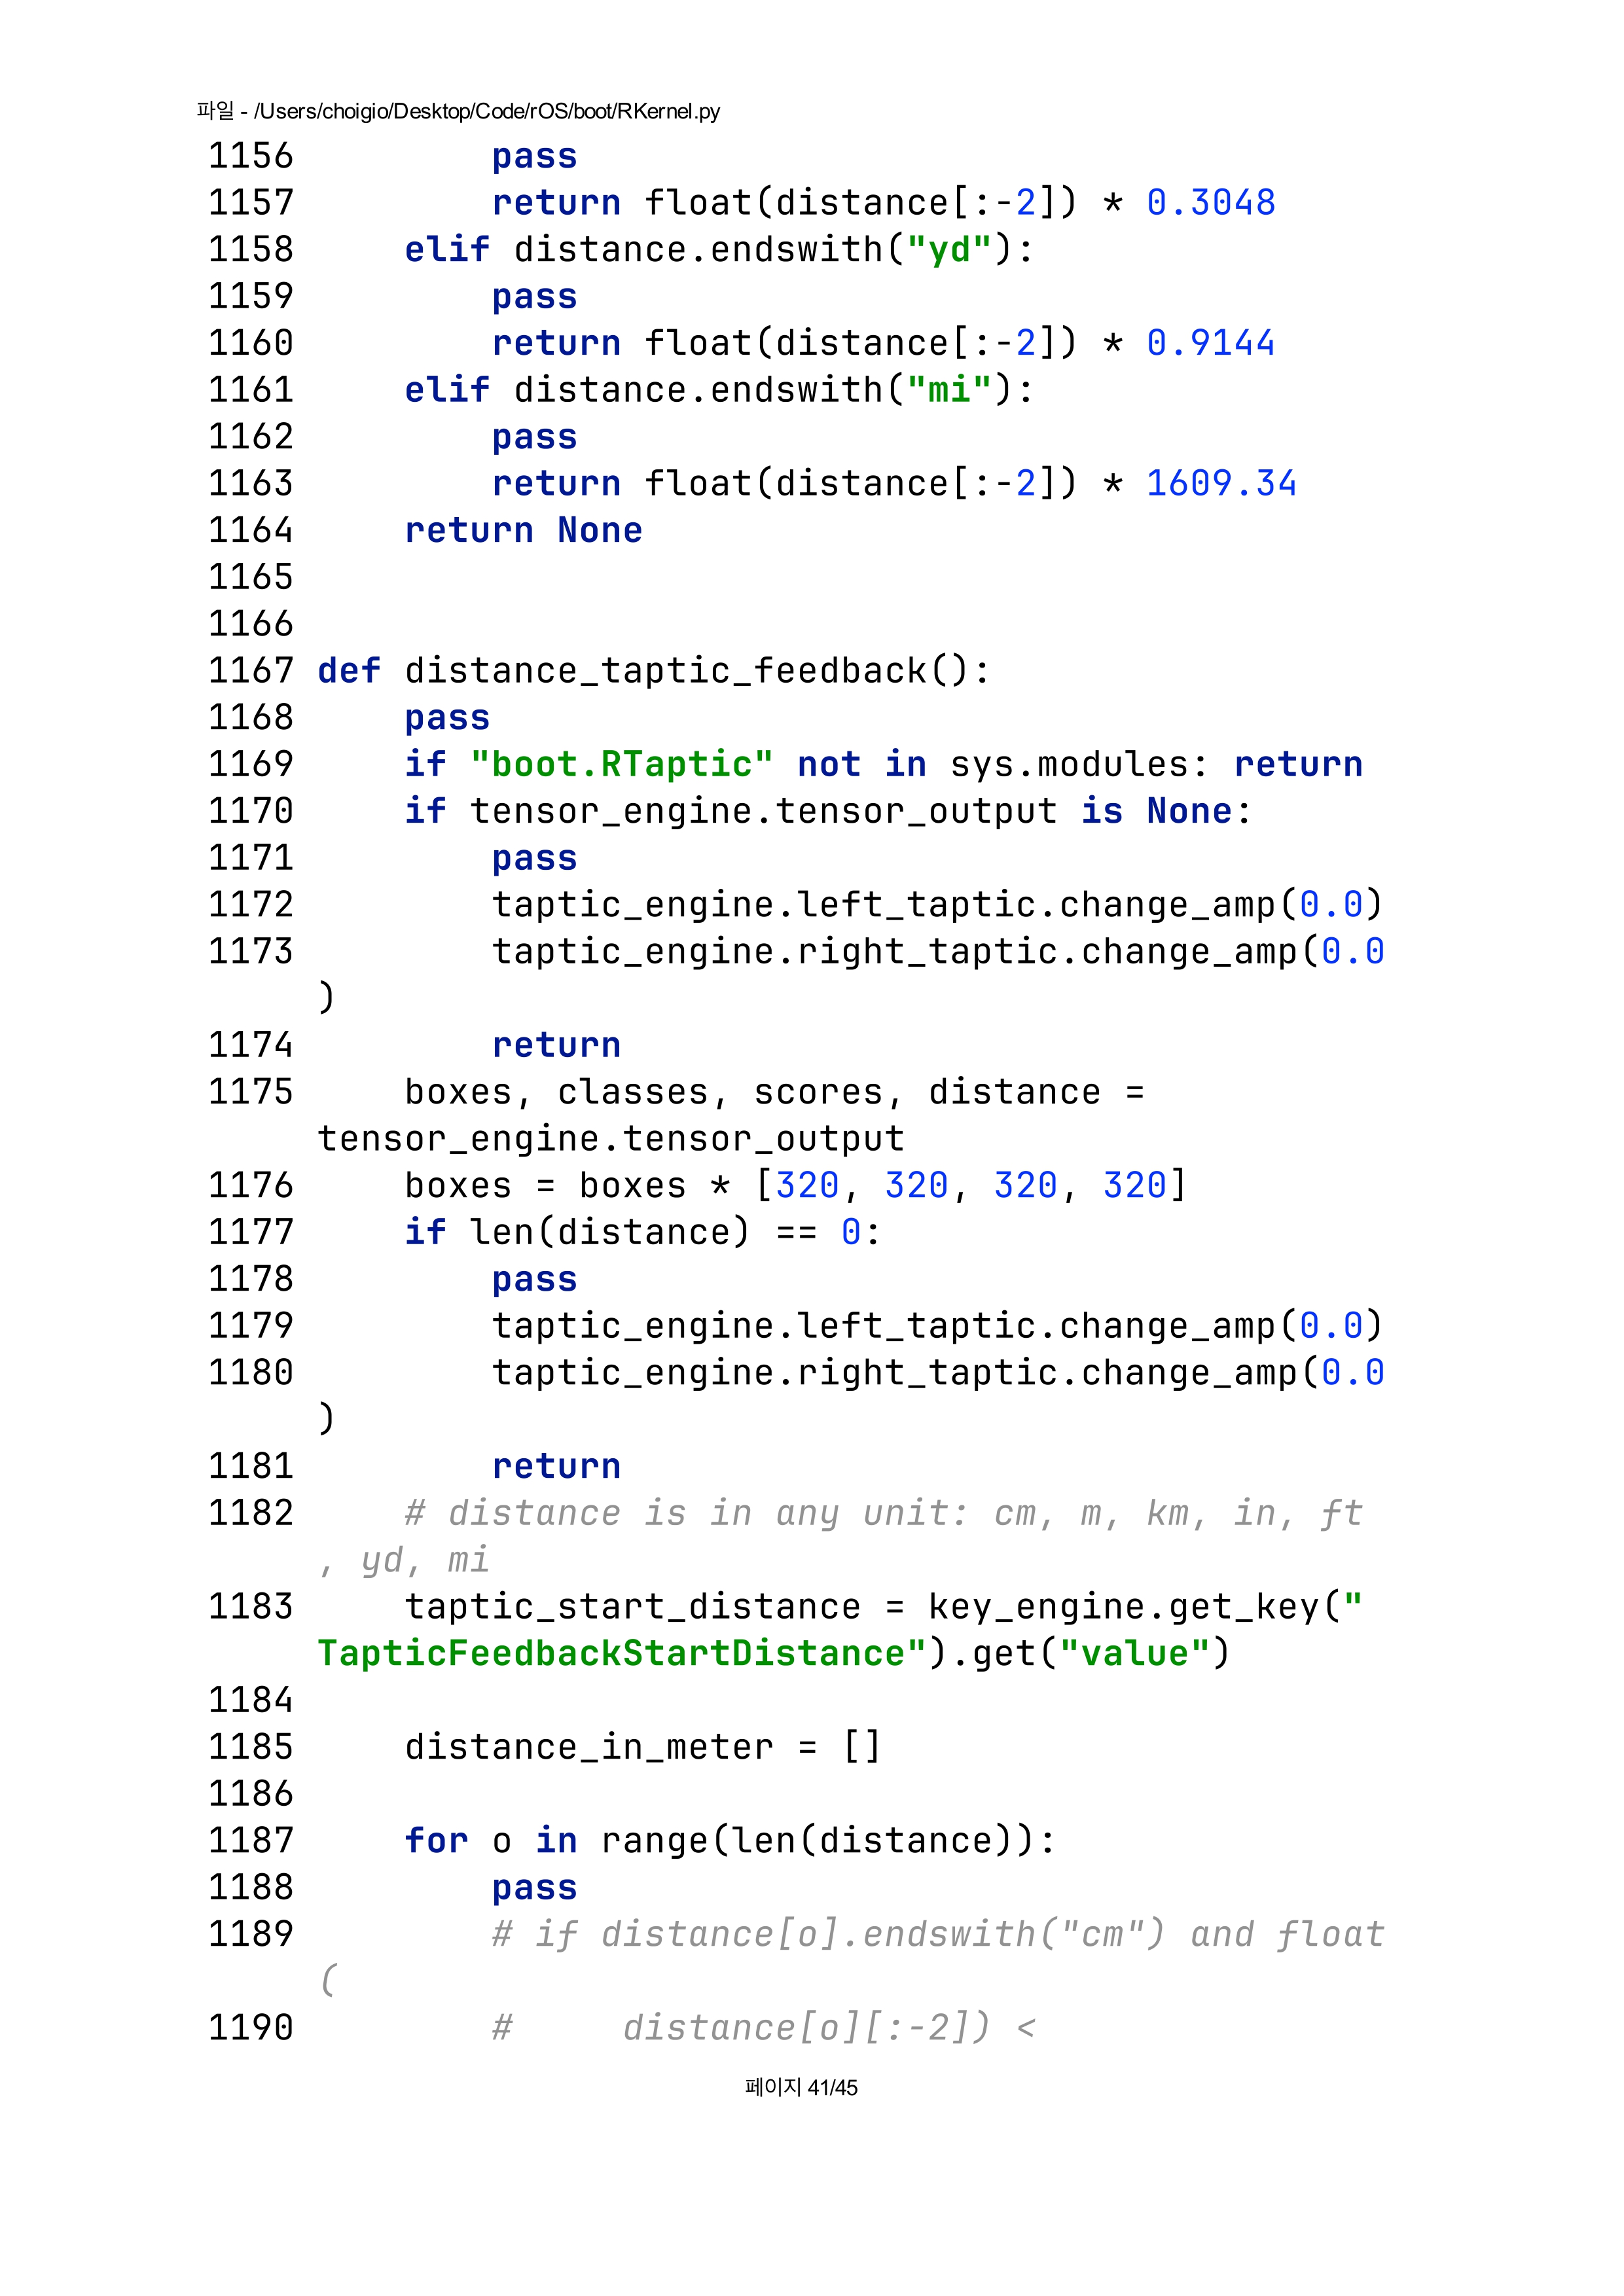 파일 - /Users/choigio/Desktop/Code/rOS/boot/RKernel.py
1156         pass
1157         return float(distance[:-2]) * 0.3048
1158     elif distance.endswith("yd"):
1159         pass
1160         return float(distance[:-2]) * 0.9144
1161     elif distance.endswith("mi"):
1162         pass
1163         return float(distance[:-2]) * 1609.34
1164     return None
1165
1166
1167 def distance_taptic_feedback():
1168     pass
1169     if "boot.RTaptic" not in sys.modules: return
1170     if tensor_engine.tensor_output is None:
1171         pass
1172         taptic_engine.left_taptic.change_amp(0.0)
1173         taptic_engine.right_taptic.change_amp(0.0
)
1174         return
1175     boxes, classes, scores, distance =
tensor_engine.tensor_output
1176     boxes = boxes * [320, 320, 320, 320]
1177     if len(distance) == 0:
1178         pass
1179         taptic_engine.left_taptic.change_amp(0.0)
1180         taptic_engine.right_taptic.change_amp(0.0
)
1181         return
1182     # distance is in any unit: cm, m, km, in, ft
, yd, mi
1183     taptic_start_distance = key_engine.get_key("
TapticFeedbackStartDistance").get("value")
1184
1185     distance_in_meter = []
1186
1187     for o in range(len(distance)):
1188         pass
1189         # if distance[o].endswith("cm") and float
(
1190         #     distance[o][:-2]) <
페이지 41/45